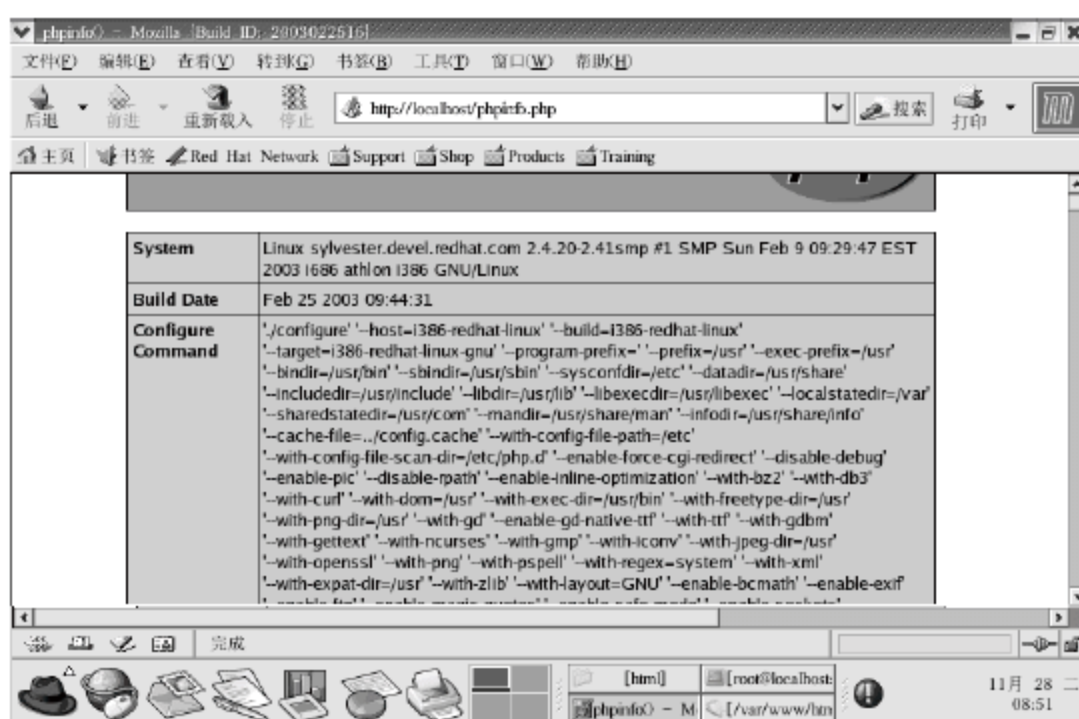 phpinfo() - Mozilla {Build ID: 2003022516}
文件(F) 编辑(E) 查看(V) 转到(G) 书签(B) 工具(T) 窗口(W) 帮助(H)
后退 前进 重新载入 停止 http://localhost/phpinfo.php 搜索 打印
主页 书签 Red Hat Network Support Shop Products Training
System Linux sylvester.devel.redhat.com 2.4.20-2.41smp #1 SMP Sun Feb 9 09:29:47 EST
2003 i686 athlon i386 GNU/Linux
Build Date Feb 25 2003 09:44:31
Configure './configure' '--host=i386-redhat-linux' '--build=i386-redhat-linux'
Command '--target=i386-redhat-linux-gnu' '--program-prefix=' '--prefix=/usr' '--exec-prefix=/usr'
'--bindir=/usr/bin' '--sbindir=/usr/sbin' '--sysconfdir=/etc' '--datadir=/usr/share'
'--includedir=/usr/include' '--libdir=/usr/lib' '--libexecdir=/usr/libexec' '--localstatedir=/var'
'--sharedstatedir=/usr/com' '--mandir=/usr/share/man' '--infodir=/usr/share/info'
'--cache-file=../config.cache' '--with-config-file-path=/etc'
'--with-config-file-scan-dir=/etc/php.d' '--enable-force-cgi-redirect' '--disable-debug'
'--enable-pic' '--disable-rpath' '--enable-inline-optimization' '--with-bz2' '--with-db3'
'--with-curl' '--with-dom=/usr' '--with-exec-dir=/usr/bin' '--with-freetype-dir=/usr'
'--with-png-dir=/usr' '--with-gd' '--enable-gd-native-ttf' '--with-ttf' '--with-gdbm'
'--with-gettext' '--with-ncurses' '--with-gmp' '--with-iconv' '--with-jpeg-dir=/usr'
'--with-openssl' '--with-png' '--with-pspell' '--with-regex=system' '--with-xml'
'--with-expat-dir=/usr' '--with-zlib' '--with-layout=GNU' '--enable-bcmath' '--enable-exif'
完成
[html] [root@localhost:
phpinfo() - M [/var/www/htm
11月 28 二
08:51